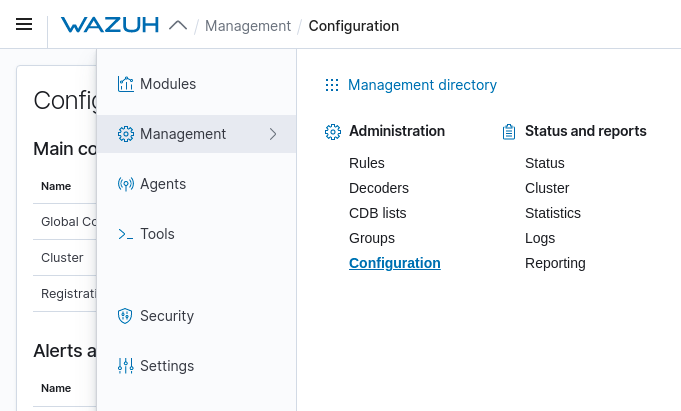 WAZUH / Management / Configuration
Modules
Management
Agents
Tools
Security
Settings
Management directory
Administration
Rules
Decoders
CDB lists
Groups
Configuration
Status and reports
Status
Cluster
Statistics
Logs
Reporting
Config
Main co
Name
Global Co
Cluster
Registrati
Alerts a
Name